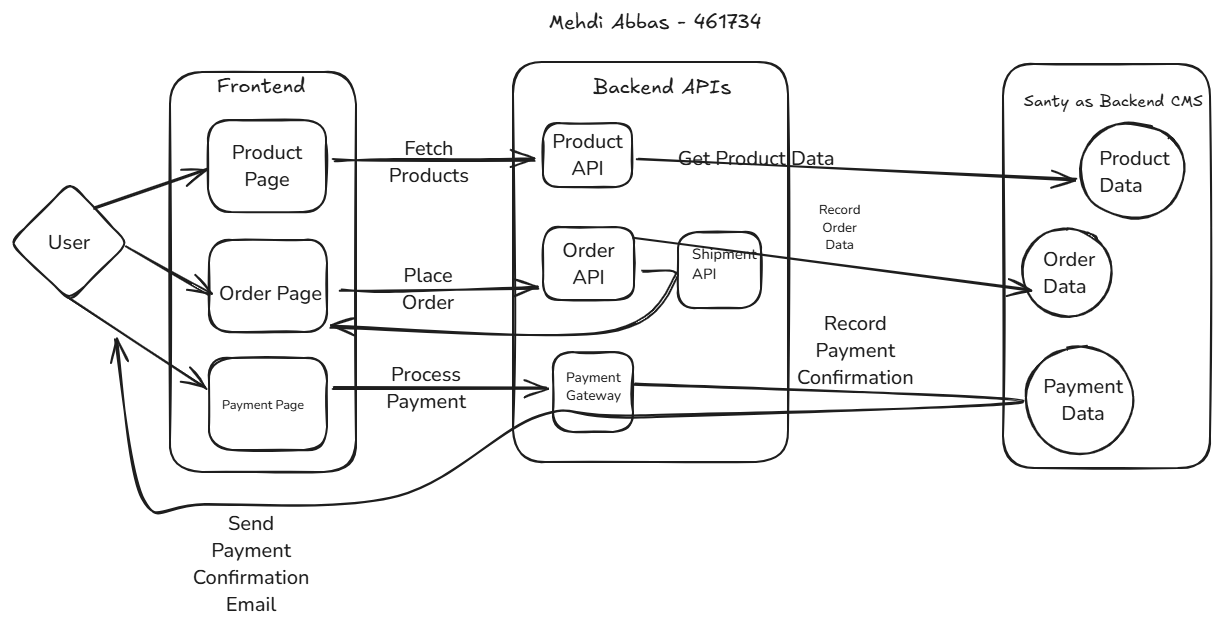 Mehdi Abbas - 461734
Frontend
Backend APIs
Santy as Backend CMS
User
Product
Page
Fetch
Products
Product
API
Get Product Data
Product
Data
Order Page
Place
Order
Order
API
Shipment
API
Record
Order
Data
Order
Data
Payment Page
Process
Payment
Payment
Gateway
Record
Payment
Confirmation
Payment
Data
Send
Payment
Confirmation
Email